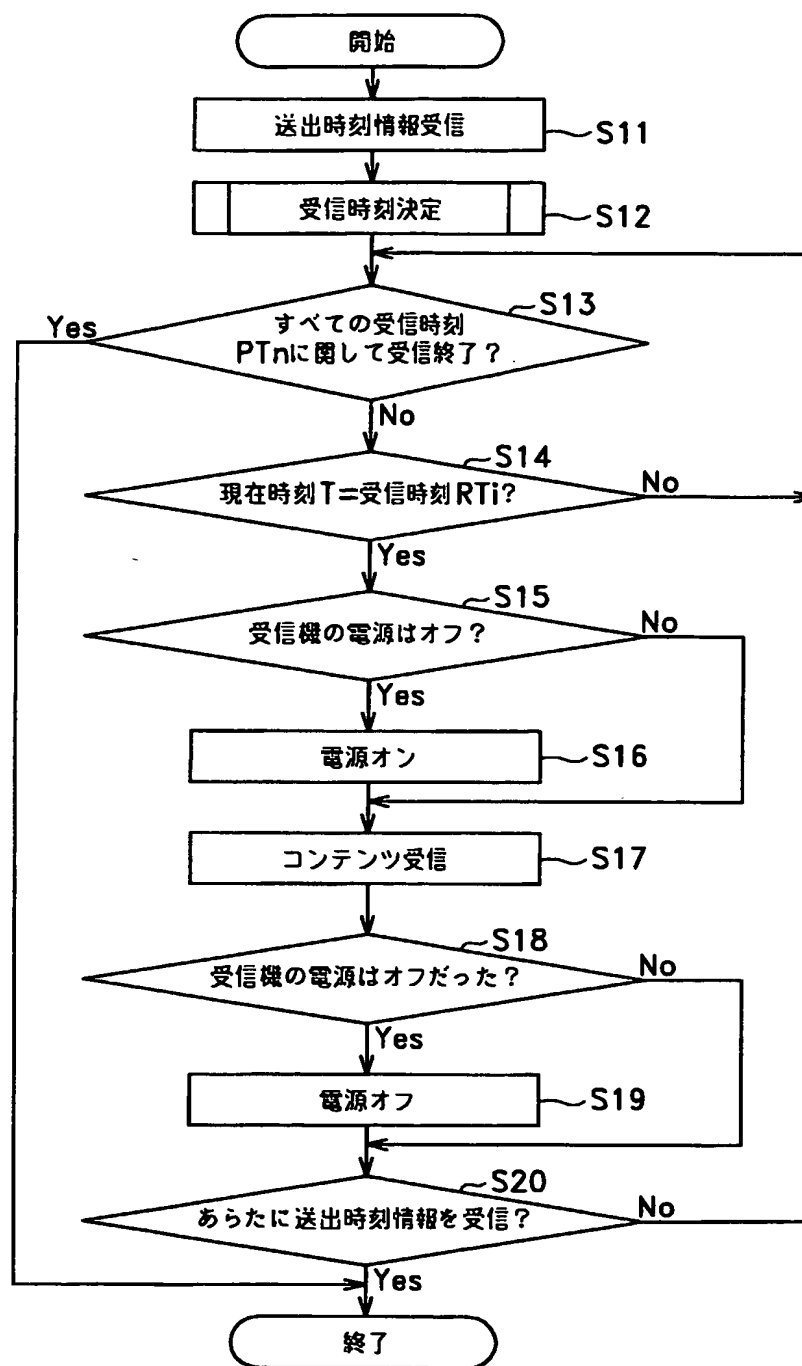 開始
送出時刻情報受信
S11
受信時刻決定
S12
S13
Yes
すべての受信時刻
PTnに関して受信終了？
No
S14
現在時刻T=受信時刻RTi?
No
Yes
S15
受信機の電源はオフ？
No
Yes
電源オン
S16
コンテンツ受信
S17
S18
受信機の電源はオフだった？
No
Yes
電源オフ
S19
S20
あらたに送出時刻情報を受信？
No
Yes
終了